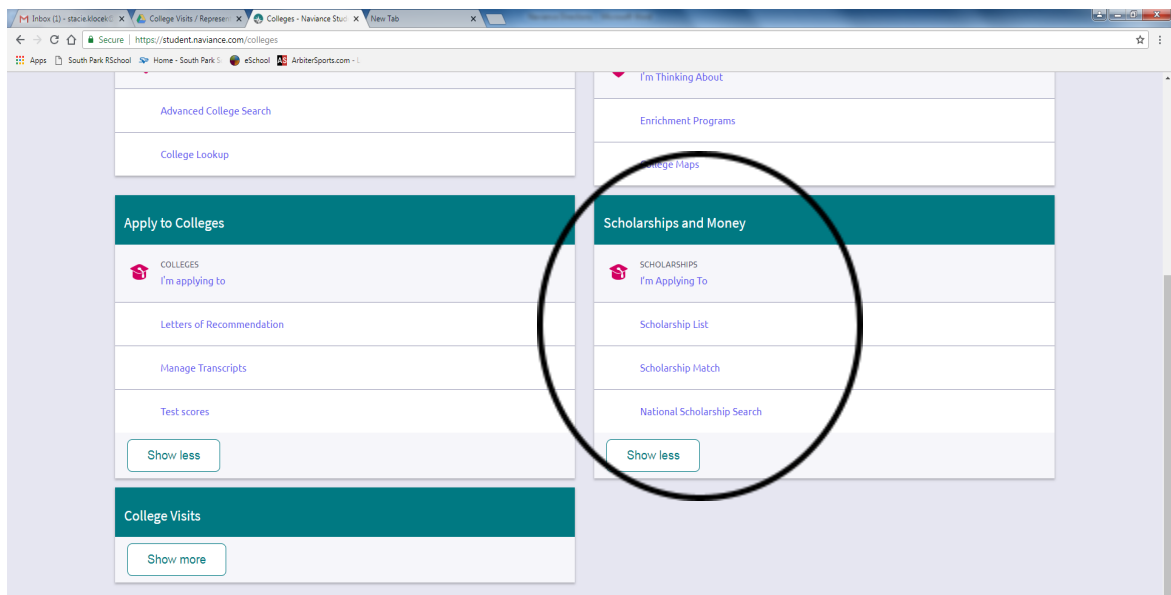 Inbox (1) - stacie.klocek
College Visits / Represen
Colleges - Naviance Stud
New Tab
Secure | https://student.naviance.com/colleges
Apps South Park RSchool Home - South Park S eSchool AS ArbiterSports.com - L
I'm Thinking About
Advanced College Search
Enrichment Programs
College Lookup
College Maps
Apply to Colleges
COLLEGES
I'm applying to
Letters of Recommendation
Manage Transcripts
Test scores
Show less
Scholarships and Money
SCHOLARSHIPS
I'm Applying To
Scholarship List
Scholarship Match
National Scholarship Search
Show less
College Visits
Show more